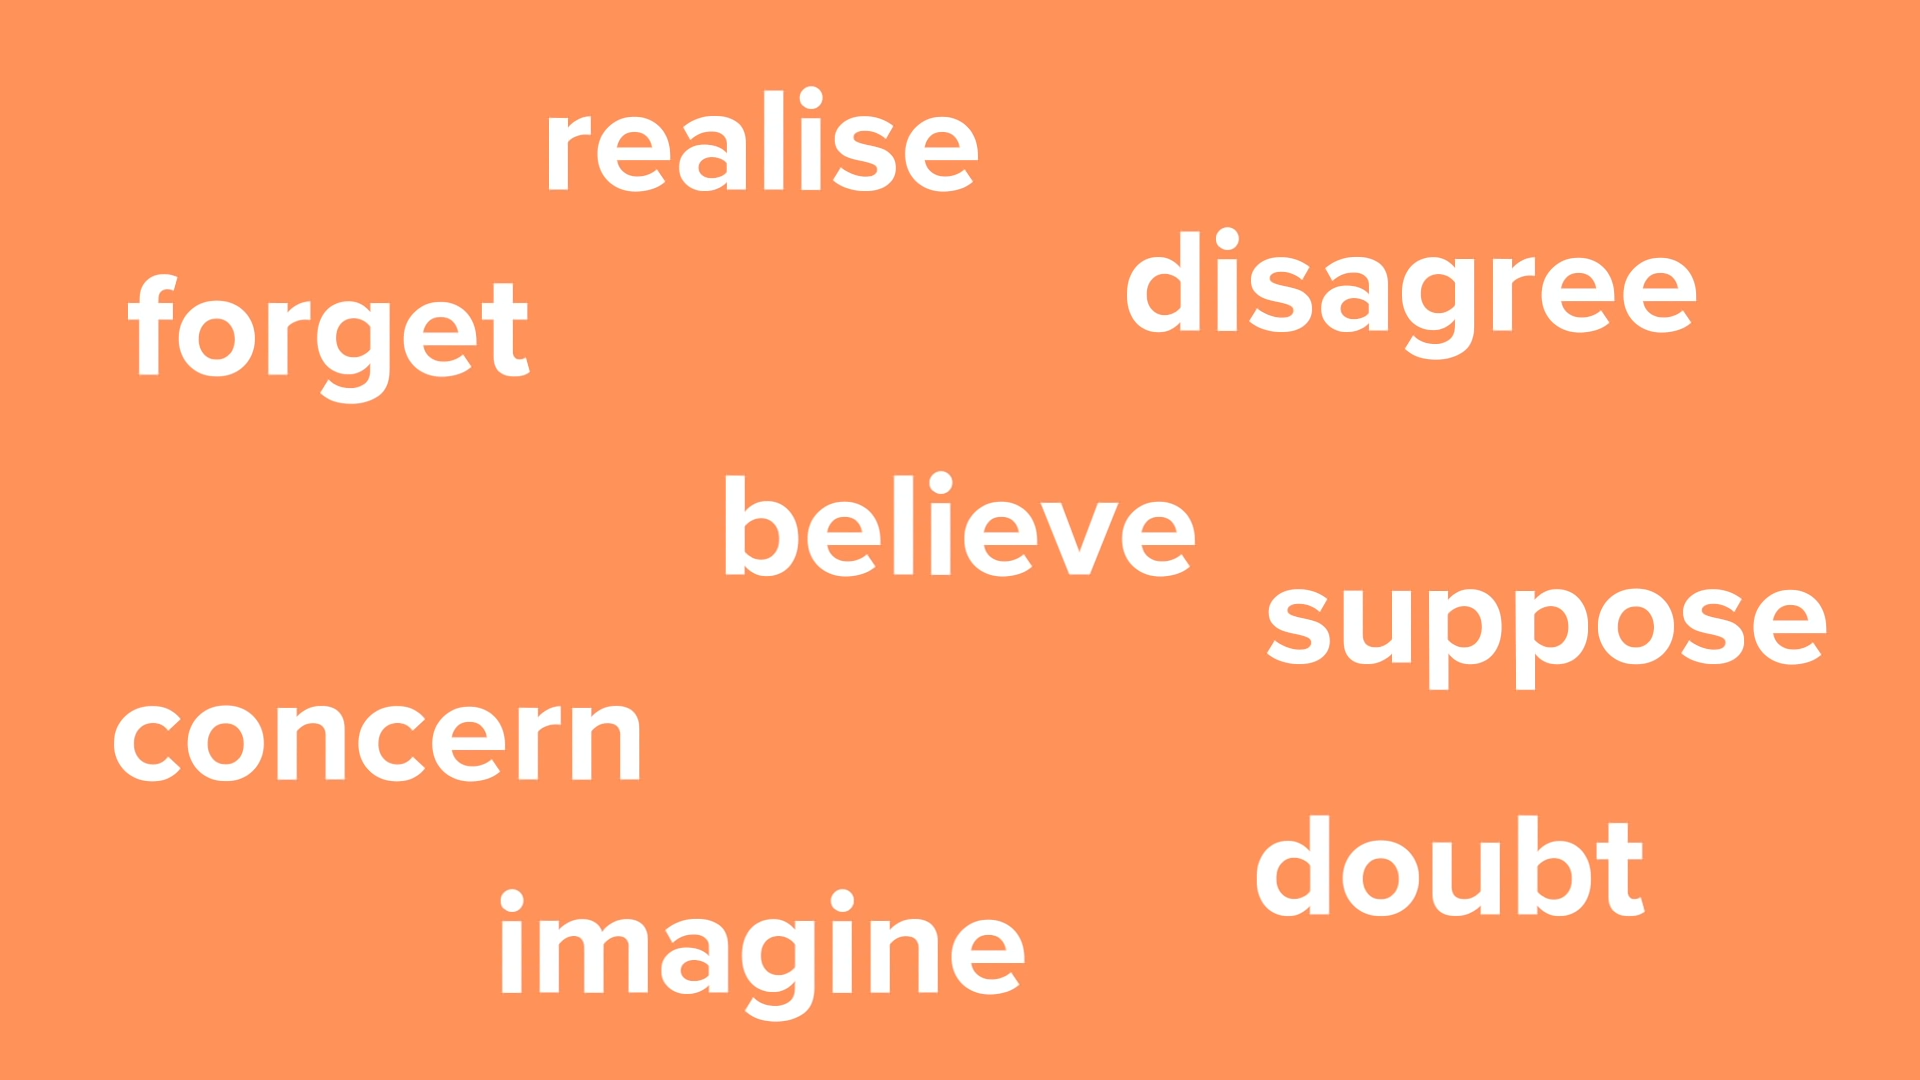 realise
disagree
forget
believe
suppose
concern
doubt
imagine